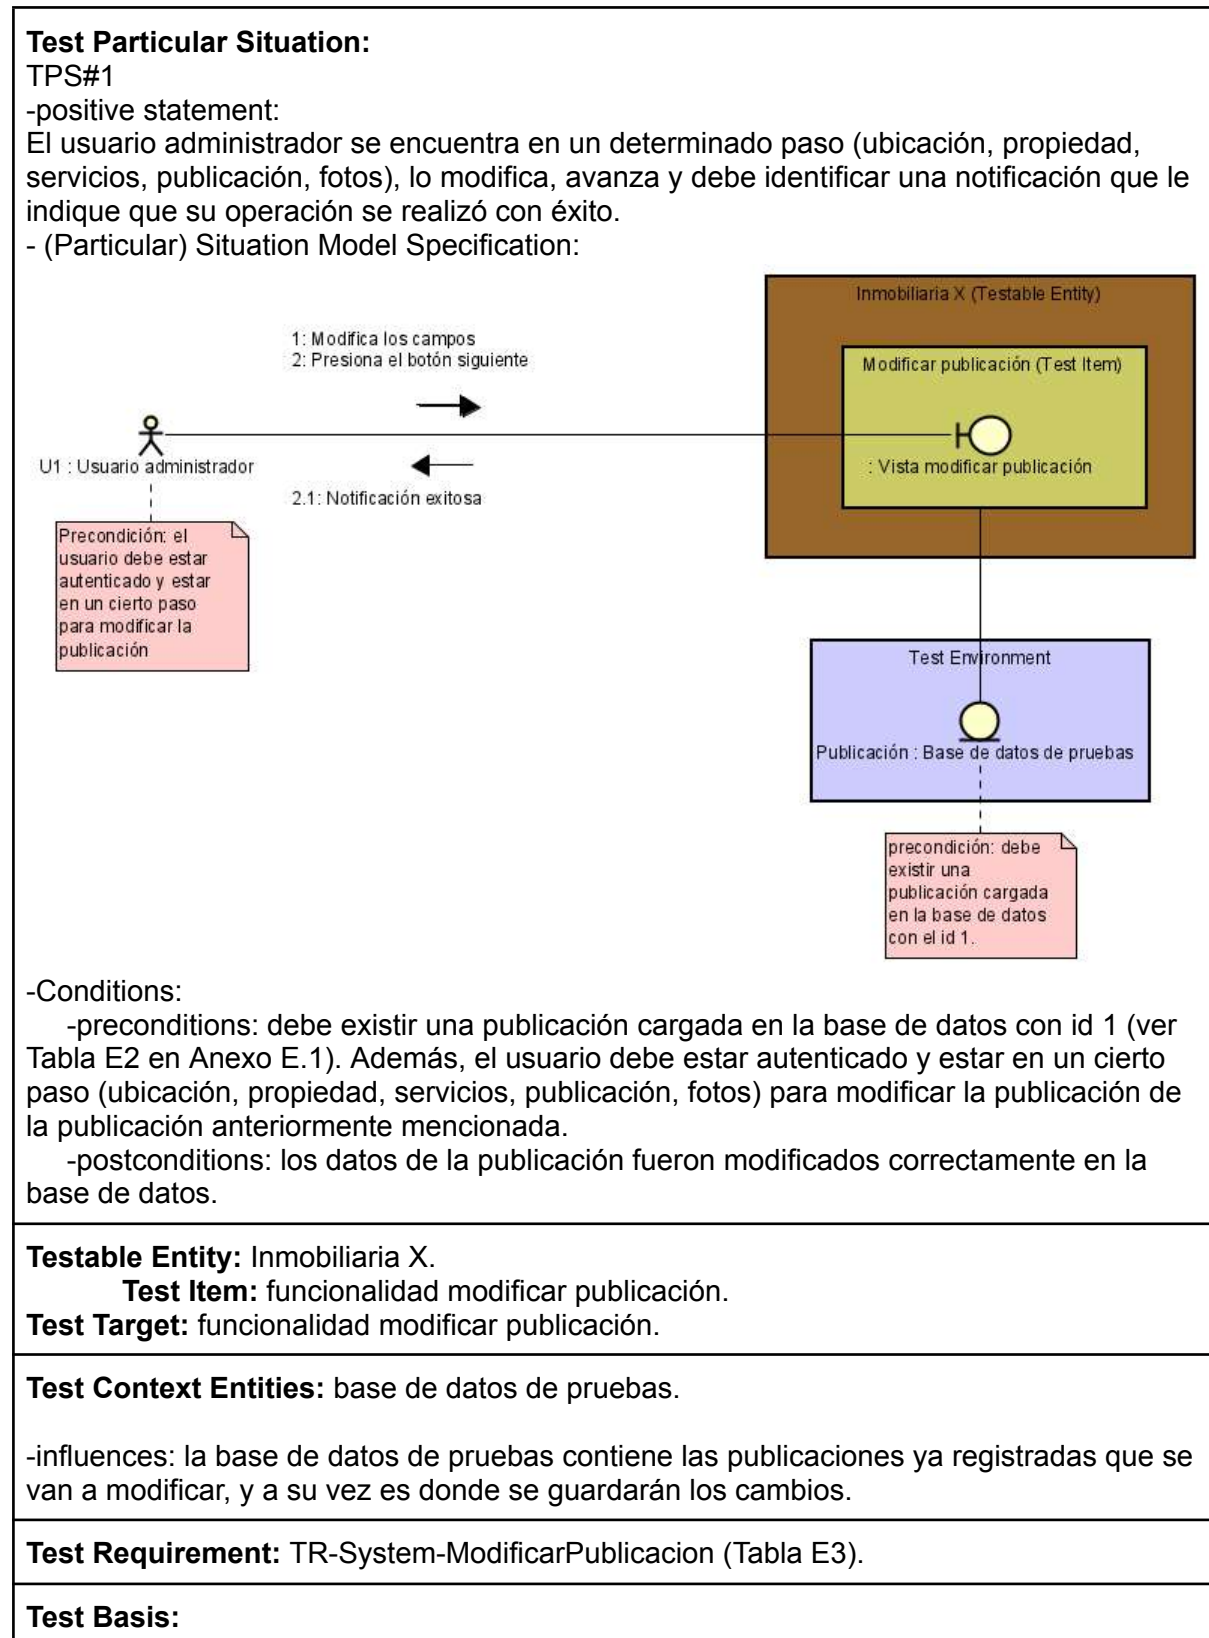 Test Particular Situation:
TPS#1
-positive statement:
El usuario administrador se encuentra en un determinado paso (ubicación, propiedad,
servicios, publicación, fotos), lo modifica, avanza y debe identificar una notificación que le
indique que su operación se realizó con éxito.
- (Particular) Situation Model Specification:
Inmobiliaria X (Testable Entity)
1: Modifica los campos
2: Presiona el botón siguiente
Modificar publicación (Test Item)
U1 : Usuario administrador
: Vista modificar publicación
2.1: Notificación exitosa
Precondición: el
usuario debe estar
autenticado y estar
en un cierto paso
para modificar la
publicación
Test Environment
Publicación : Base de datos de pruebas
precondición: debe
existir una
publicación cargada
en la base de datos
con el id 1.
-Conditions:
-preconditions: debe existir una publicación cargada en la base de datos con id 1 (ver
Tabla E2 en Anexo E.1). Además, el usuario debe estar autenticado y estar en un cierto
paso (ubicación, propiedad, servicios, publicación, fotos) para modificar la publicación de
la publicación anteriormente mencionada.
-postconditions: los datos de la publicación fueron modificados correctamente en la
base de datos.
Testable Entity: Inmobiliaria X.
Test Item: funcionalidad modificar publicación.
Test Target: funcionalidad modificar publicación.
Test Context Entities: base de datos de pruebas.
-influences: la base de datos de pruebas contiene las publicaciones ya registradas que se
van a modificar, y a su vez es donde se guardarán los cambios.
Test Requirement: TR-System-ModificarPublicacion (Tabla E3).
Test Basis: